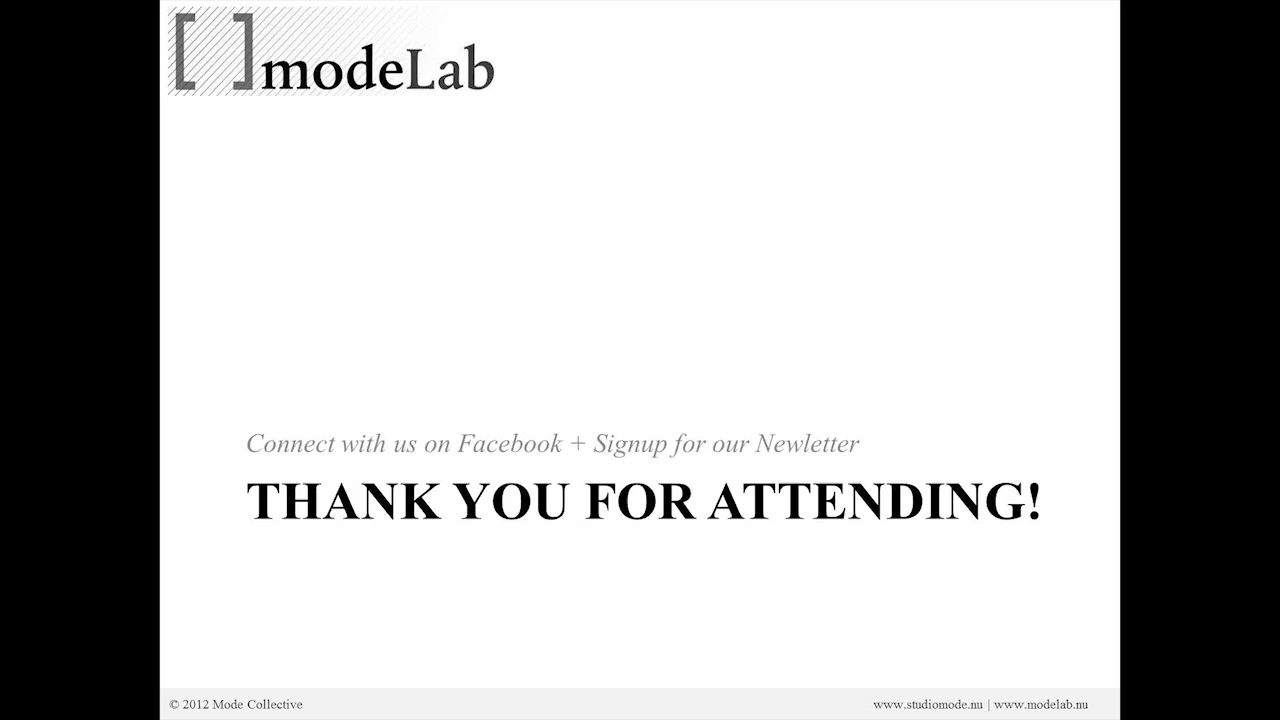 [ ] modeLab
Connect with us on Facebook + Signup for our Newletter
THANK YOU FOR ATTENDING!
© 2012 Mode Collective
www.studiomode.nu | www.modelab.nu